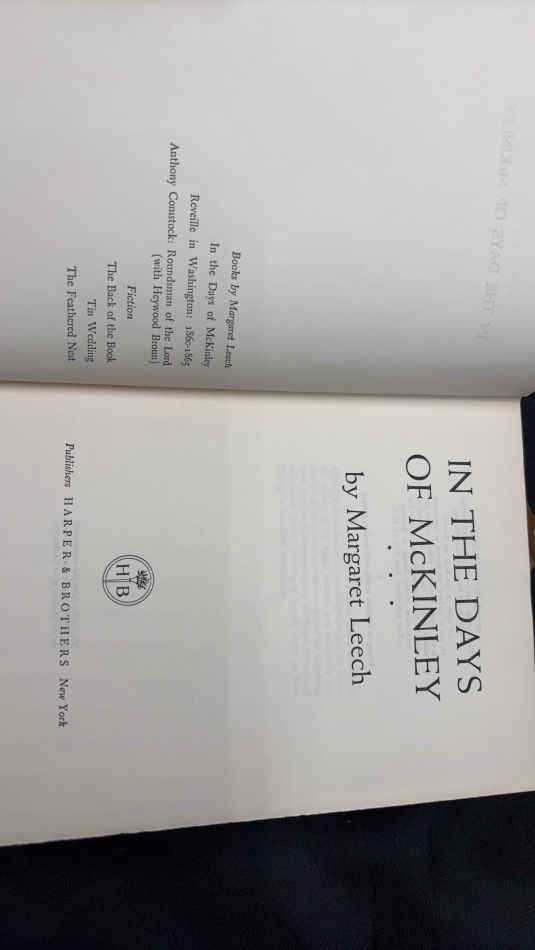 Books by Margaret Leech
In the Days of McKinley
Reveille in Washington: 1860-1865
Anthony Comstock: Roundsman of the Lord
(with Heywood Broun)
Fiction
The Back of the Book
Tin Wedding
The Feathered Nest
IN THE DAYS
OF McKINLEY
. . .
by Margaret Leech
H B
Publishers HARPER & BROTHERS New York